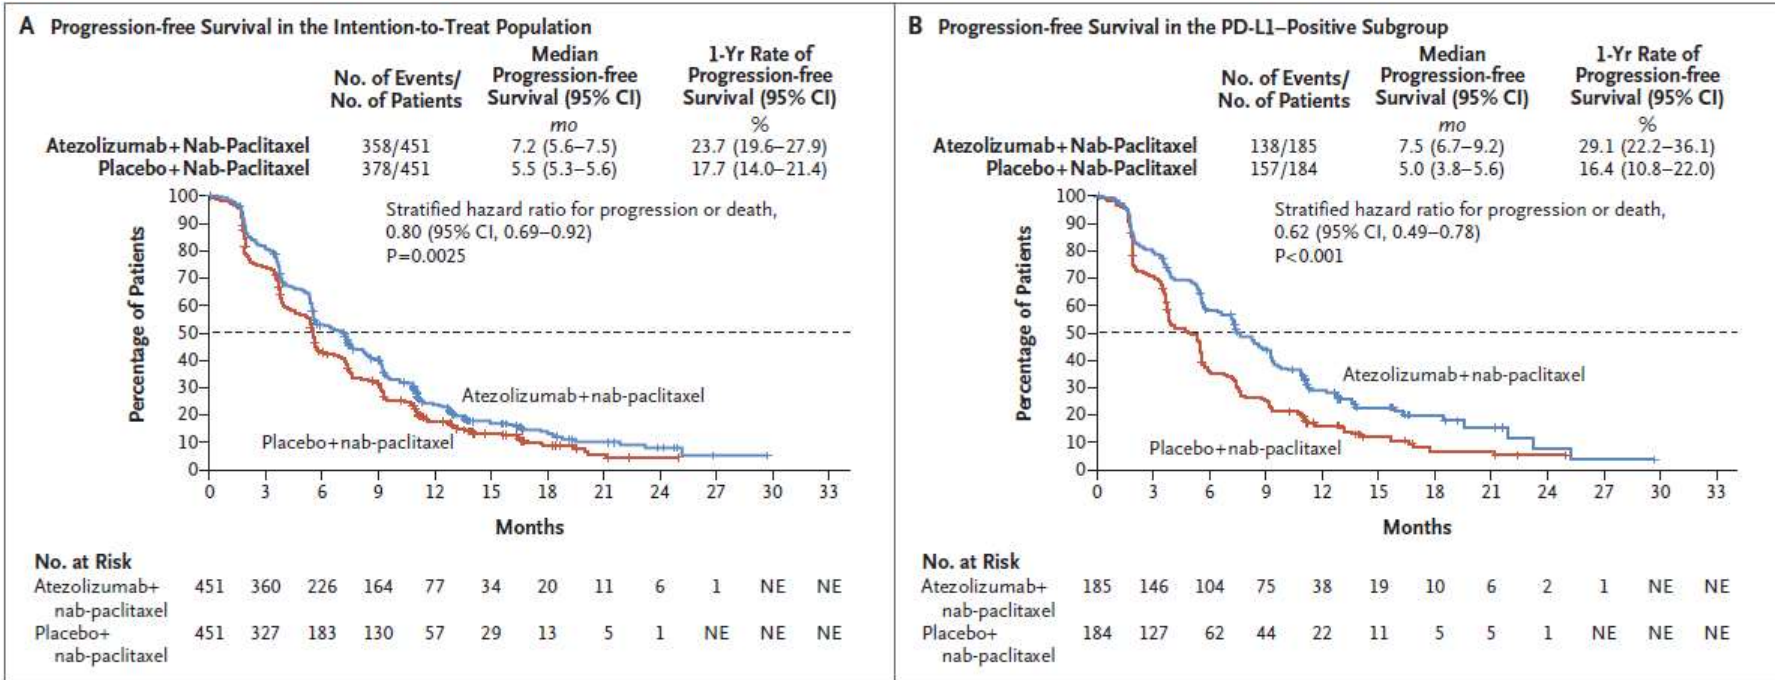 A Progression-free Survival in the Intention-to-Treat Population
No. of Events/
No. of Patients
Median
Progression-free
Survival (95% CI)
1-Yr Rate of
Progression-free
Survival (95% CI)
mo %
Atezolizumab+Nab-Paclitaxel 358/451 7.2 (5.6–7.5) 23.7 (19.6–27.9)
Placebo+Nab-Paclitaxel 378/451 5.5 (5.3–5.6) 17.7 (14.0–21.4)
Stratified hazard ratio for progression or death,
0.80 (95% CI, 0.69–0.92)
P=0.0025
Percentage of Patients
100
90
80
70
60
50
40
30
20
10
0
Atezolizumab+nab-paclitaxel
Placebo+nab-paclitaxel
0 3 6 9 12 15 18 21 24 27 30 33
Months
No. at Risk
Atezolizumab+ 451 360 226 164 77 34 20 11 6 1 NE NE
nab-paclitaxel
Placebo+ 451 327 183 130 57 29 13 5 1 NE NE NE
nab-paclitaxel
B Progression-free Survival in the PD-L1–Positive Subgroup
No. of Events/
No. of Patients
Median
Progression-free
Survival (95% CI)
1-Yr Rate of
Progression-free
Survival (95% CI)
mo %
Atezolizumab+Nab-Paclitaxel 138/185 7.5 (6.7–9.2) 29.1 (22.2–36.1)
Placebo+Nab-Paclitaxel 157/184 5.0 (3.8–5.6) 16.4 (10.8–22.0)
Stratified hazard ratio for progression or death,
0.62 (95% CI, 0.49–0.78)
P<0.001
Percentage of Patients
100
90
80
70
60
50
40
30
20
10
0
Atezolizumab+nab-paclitaxel
Placebo+nab-paclitaxel
0 3 6 9 12 15 18 21 24 27 30 33
Months
No. at Risk
Atezolizumab+ 185 146 104 75 38 19 10 6 2 1 NE NE
nab-paclitaxel
Placebo+ 184 127 62 44 22 11 5 5 1 NE NE NE
nab-paclitaxel